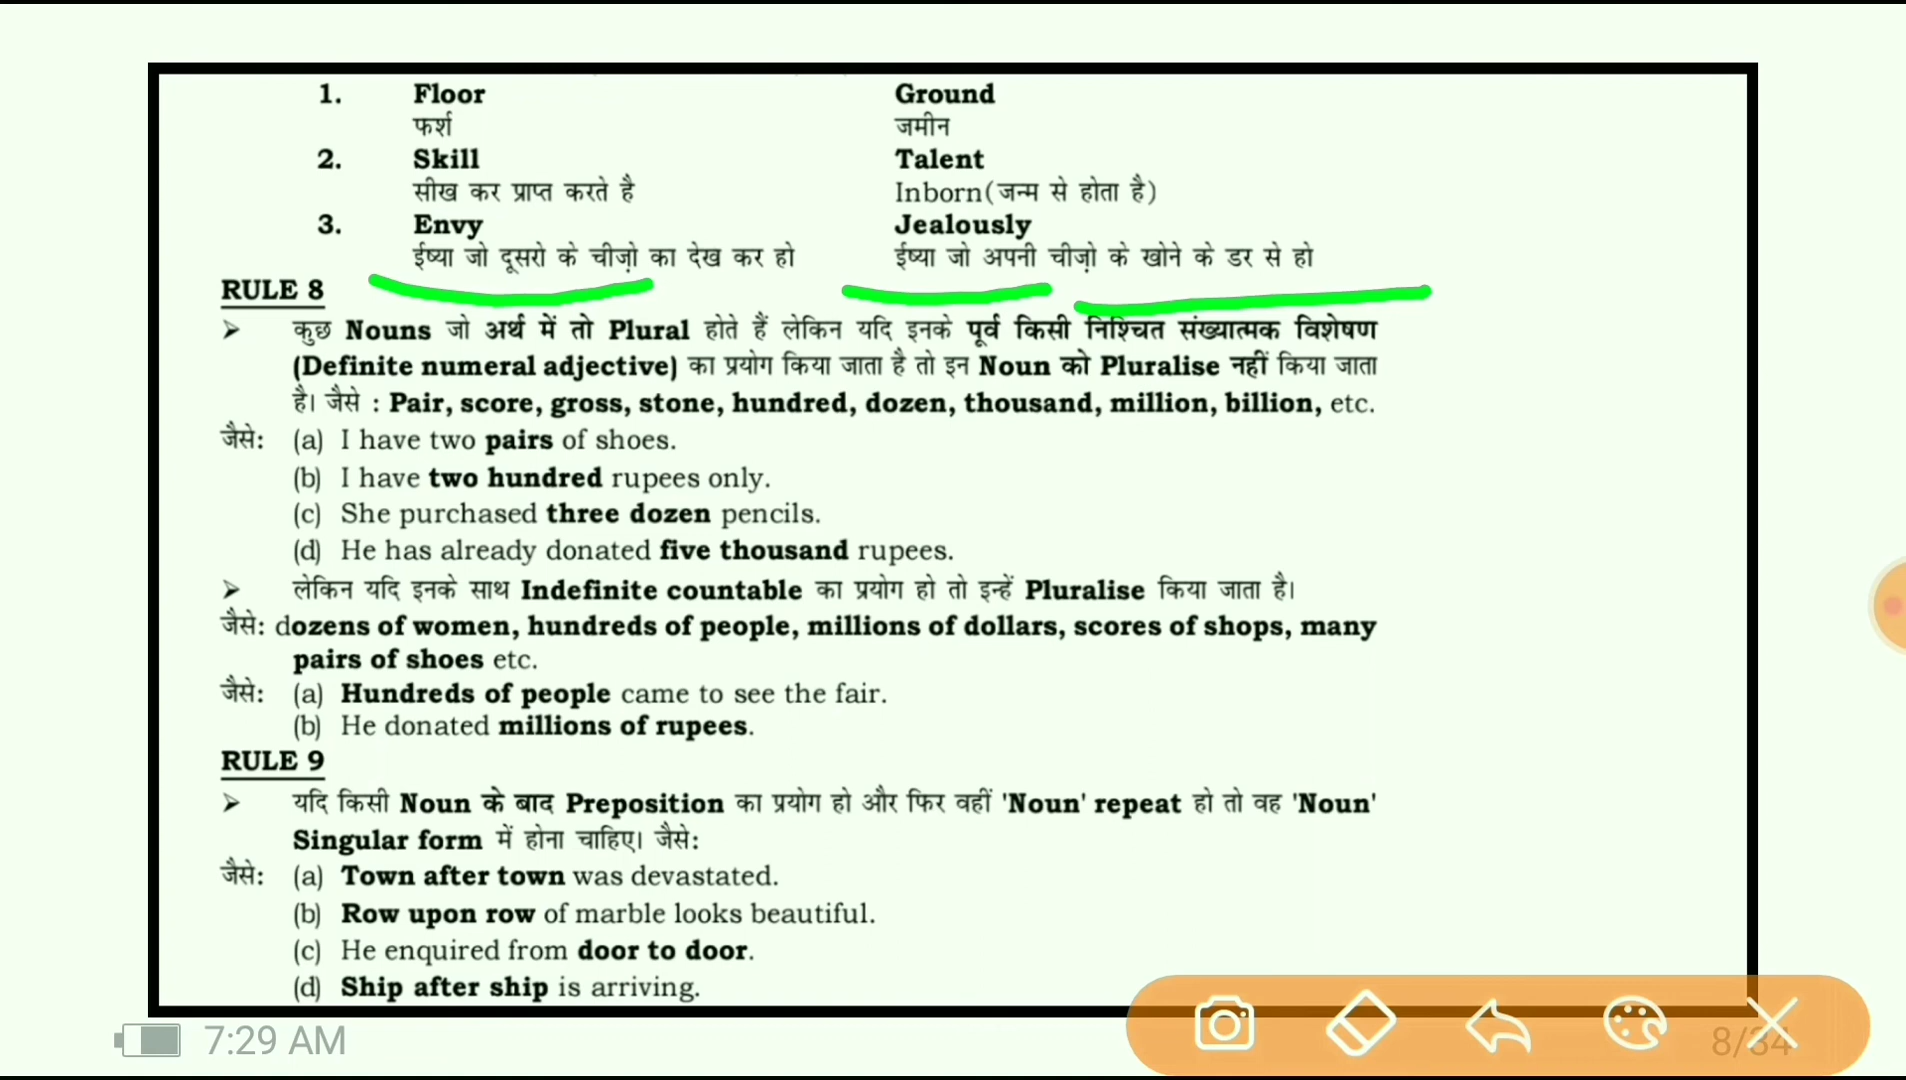 1. Floor Ground
फर्श जमीन
2. Skill Talent
सीख कर प्राप्त करते है Inborn(जन्म से होता है)
3. Envy Jealously
ईष्या जो दूसरो के चीज़ो का देख कर हो ईष्या जो अपनी चीज़ो के खोने के डर से हो
RULE 8
➢ कुछ Nouns जो अर्थ में तो Plural होते हैं लेकिन यदि इनके पूर्व किसी निश्चित संख्यात्मक विशेषण
(Definite numeral adjective) का प्रयोग किया जाता है तो इन Noun को Pluralise नहीं किया जाता
है। जैसे : Pair, score, gross, stone, hundred, dozen, thousand, million, billion, etc.
जैसे: (a) I have two pairs of shoes.
(b) I have two hundred rupees only.
(c) She purchased three dozen pencils.
(d) He has already donated five thousand rupees.
➢ लेकिन यदि इनके साथ Indefinite countable का प्रयोग हो तो इन्हें Pluralise किया जाता है।
जैसे: dozens of women, hundreds of people, millions of dollars, scores of shops, many
pairs of shoes etc.
जैसे: (a) Hundreds of people came to see the fair.
(b) He donated millions of rupees.
RULE 9
➢ यदि किसी Noun के बाद Preposition का प्रयोग हो और फिर वहीं 'Noun' repeat हो तो वह 'Noun'
Singular form में होना चाहिए। जैसे:
जैसे: (a) Town after town was devastated.
(b) Row upon row of marble looks beautiful.
(c) He enquired from door to door.
(d) Ship after ship is arriving.
7:29 AM 8/34